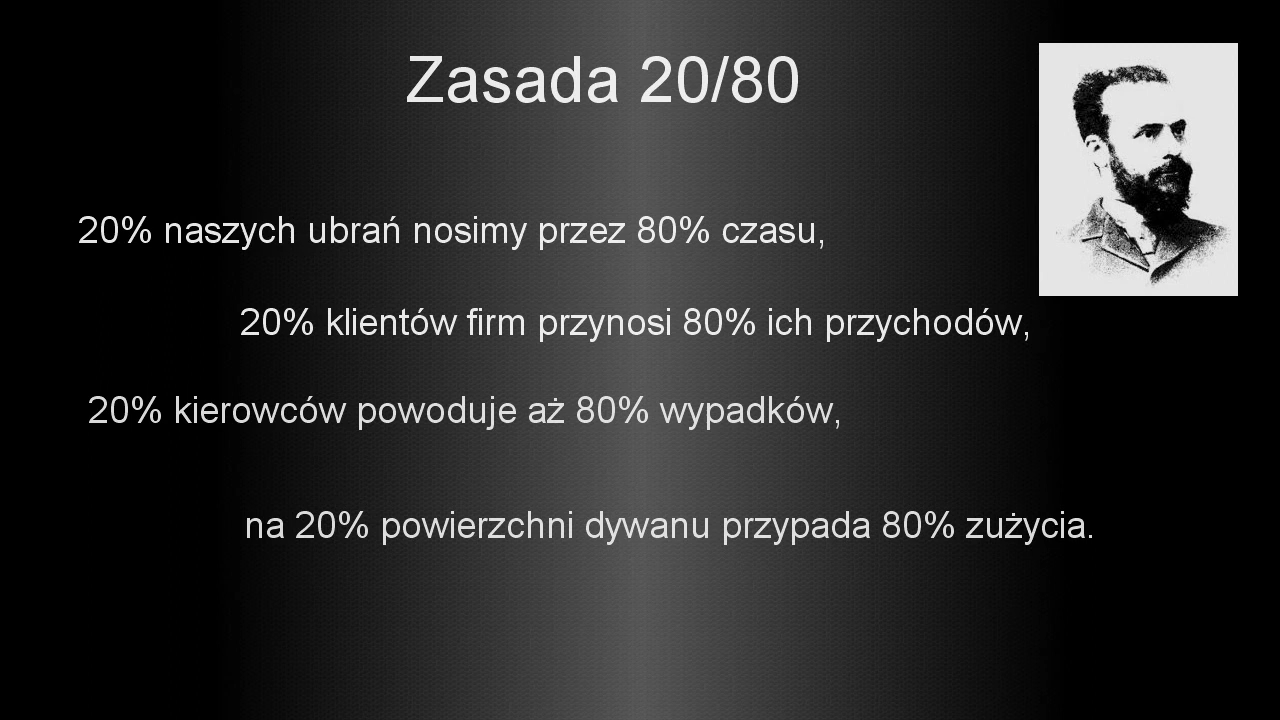 Zasada 20/80
20% naszych ubrań nosimy przez 80% czasu,
20% klientów firm przynosi 80% ich przychodów,
20% kierowców powoduje aż 80% wypadków,
na 20% powierzchni dywanu przypada 80% zużycia.